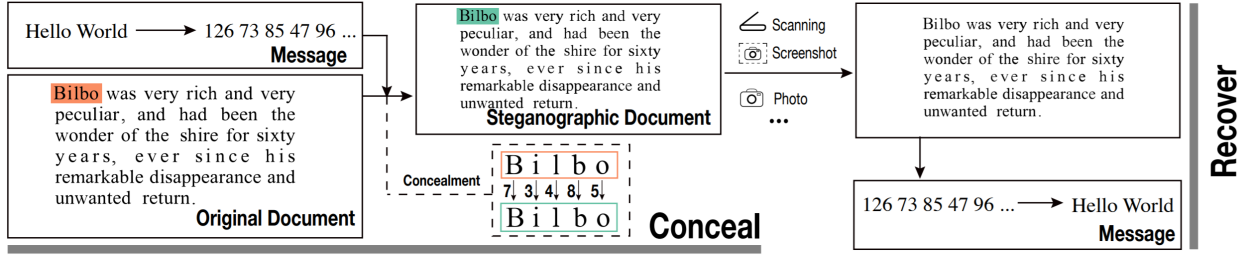 Hello World 126 73 85 47 96 ...
Message
Bilbo was very rich and very
peculiar, and had been the
wonder of the shire for sixty
years, ever since his
remarkable disappearance and
unwanted return.
Original Document
Bilbo was very rich and very
peculiar, and had been the
wonder of the shire for sixty
years, ever since his
remarkable disappearance and
unwanted return.
Steganographic Document
Concealment
Bilbo
7 3 4 8 5
Bilbo
Conceal
Scanning
Screenshot
Photo
...
Bilbo was very rich and very
peculiar, and had been the
wonder of the shire for sixty
years, ever since his
remarkable disappearance and
unwanted return.
126 73 85 47 96 ... Hello World
Message
Recover